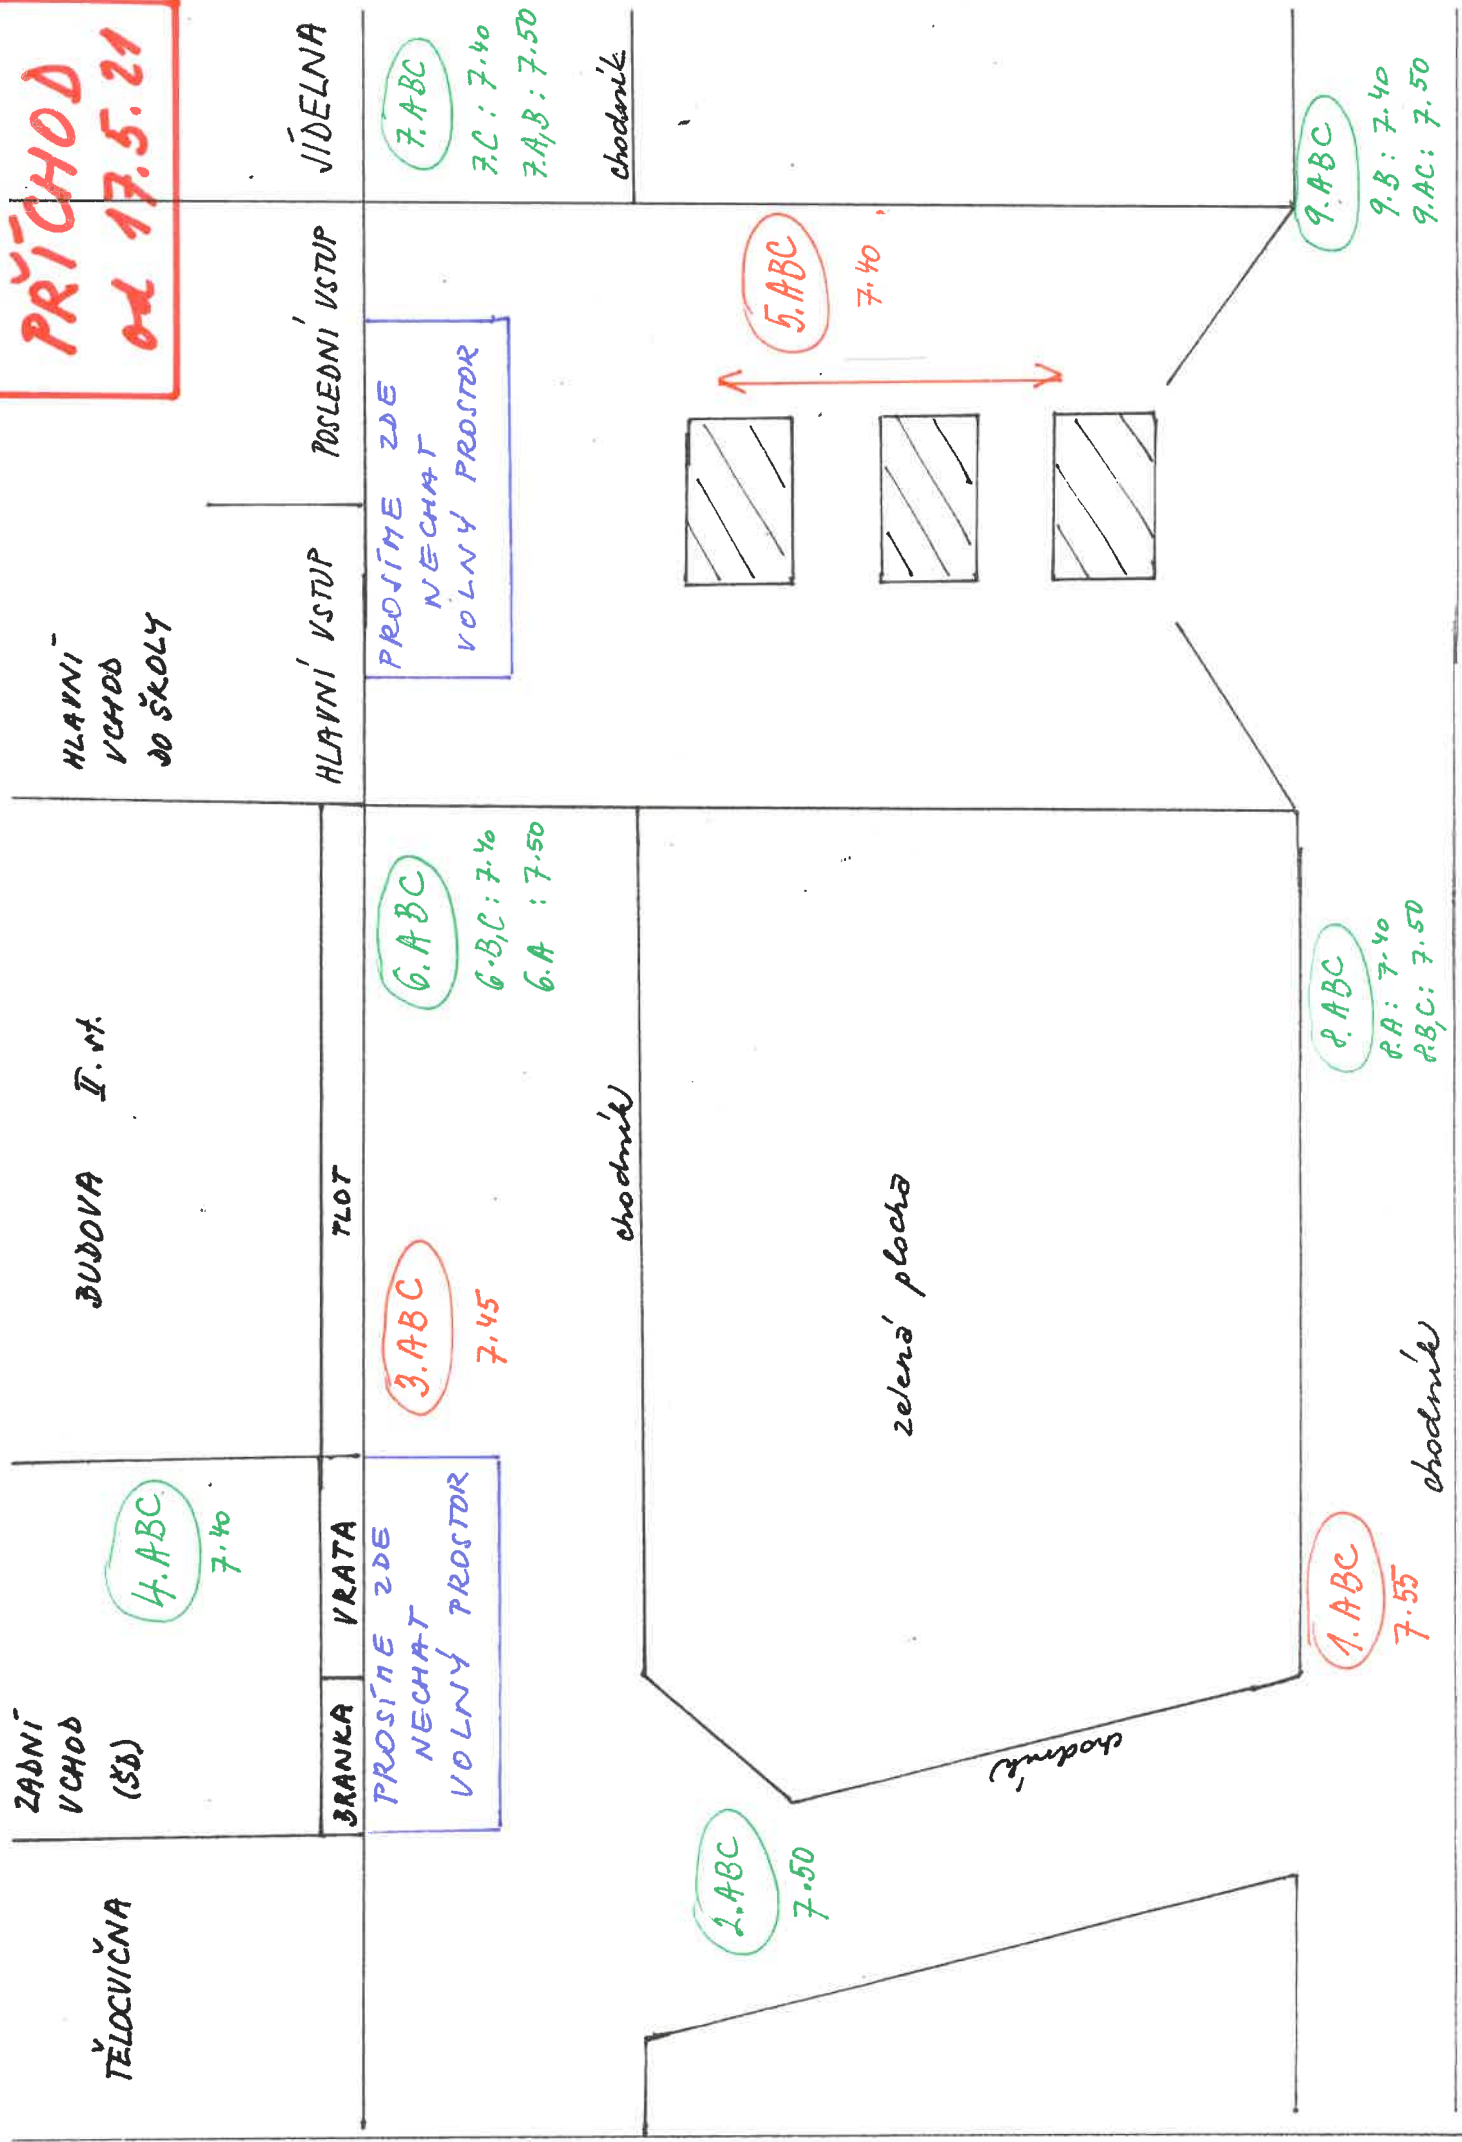 PŘÍCHOD
od 17.5.21
TĚLOCVIČNA
ZADNÍ
VCHOD
(ŠD)
4.ABC
7.40
BUDOVA II. st.
HLAVNÍ
VCHOD
DO ŠKOLY
BRANKA
VRATA
PLOT
HLAVNÍ VSTUP
POSLEDNÍ VSTUP
JÍDELNA
PROSÍME ZDE
NECHAT
VOLNÝ PROSTOR
3.ABC
7.45
6.ABC
6.B,C: 7.40
6.A : 7.50
PROSÍME ZDE
NECHAT
VOLNÝ PROSTOR
7.ABC
7.C: 7.40
7.A,B: 7.50
chodník
chodník
2.ABC
7.50
chodník
zelená plocha
5.ABC
7.40
1.ABC
7.55
chodník
8.ABC
8.A: 7.40
8.B,C: 7.50
9.ABC
9.B: 7.40
9.AC: 7.50